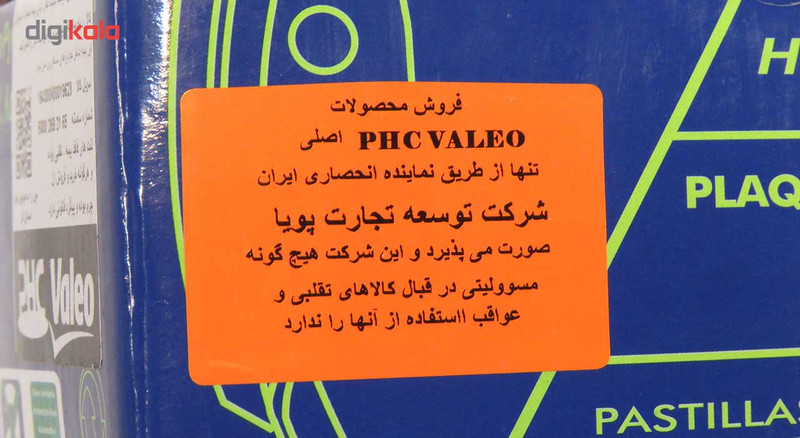 digikala
فروش محصولات
PHC VALEO اصلی
تنها از طریق نماینده انحصاری ایران
شرکت توسعه تجارت پویا
صورت می پذیرد و این شرکت هیچ گونه
مسوولیتی در قبال کالاهای تقلبی و
عواقب ااستفاده از آنها را ندارد
PLAQ
PASTILLAS
PHC Valeo